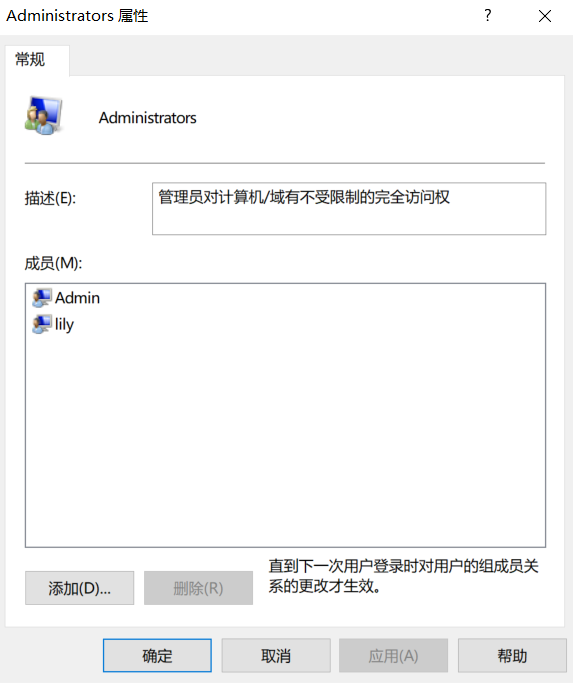 Administrators 属性
常规
Administrators
描述(E):
管理员对计算机/域有不受限制的完全访问权
成员(M):
Admin
lily
添加(D)...
删除(R)
直到下一次用户登录时对用户的组成员关
系的更改才生效。
确定
取消
应用(A)
帮助